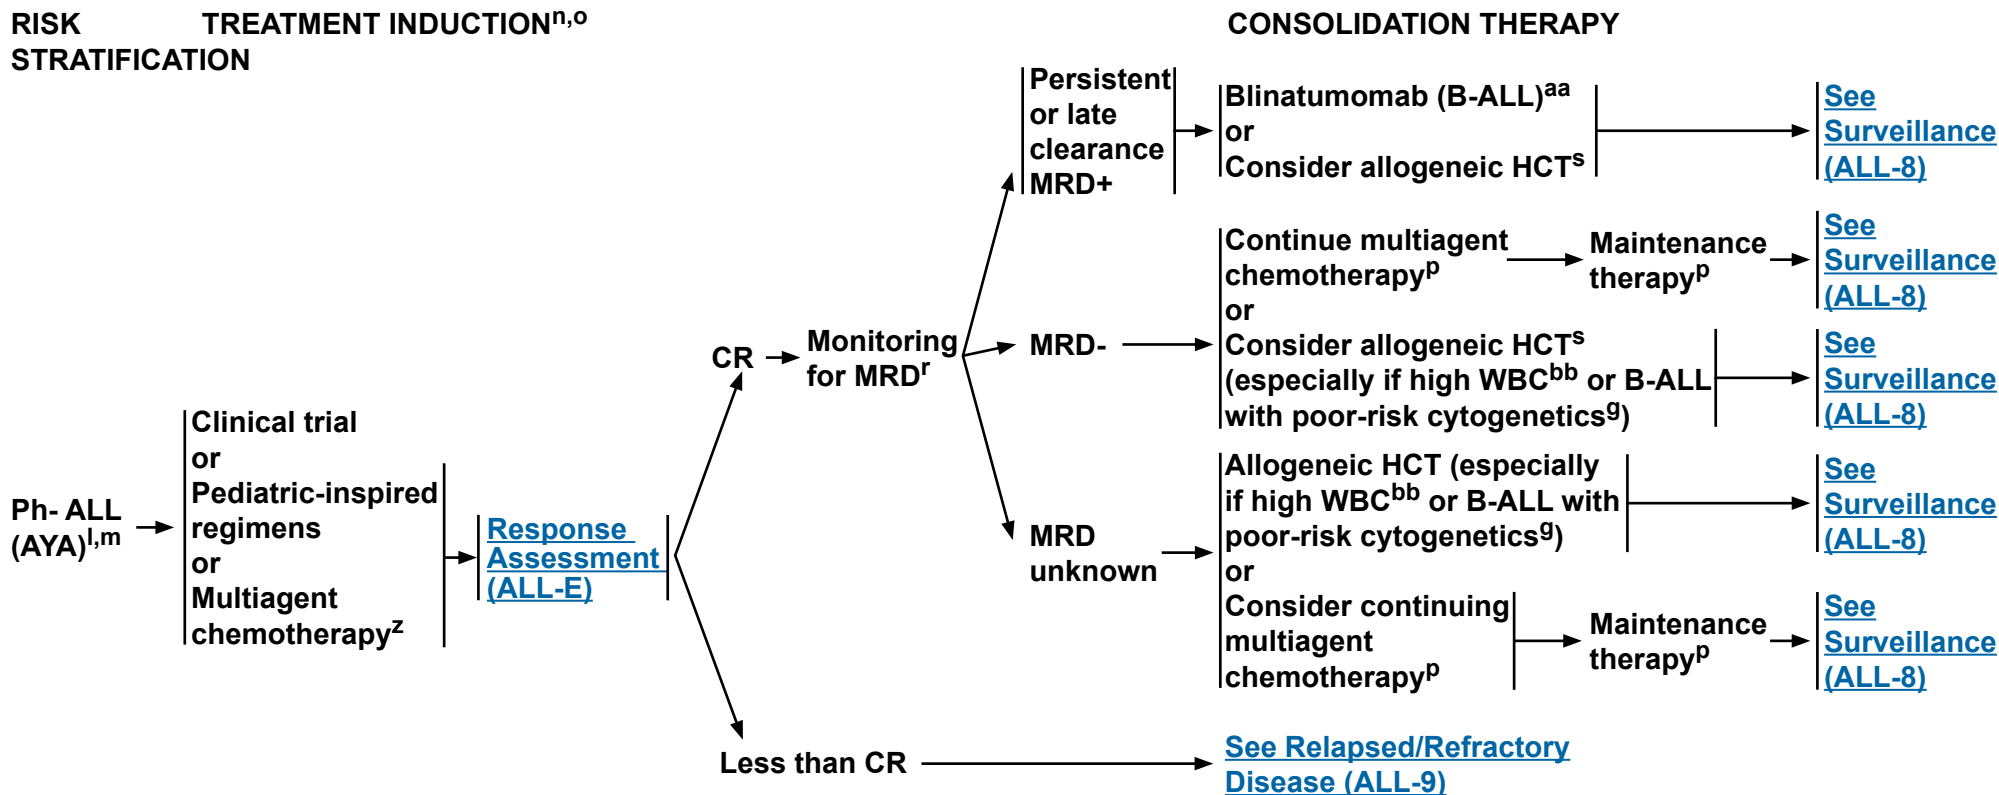 RISK
STRATIFICATION
TREATMENT INDUCTIONn,o
CONSOLIDATION THERAPY
Ph- ALL
(AYA)l,m
Clinical trial
or
Pediatric-inspired
regimens
or
Multiagent
chemotherapyz
Response
Assessment
(ALL-E)
CR
Monitoring
for MRDr
Persistent
or late
clearance
MRD+
Blinatumomab (B-ALL)aa
or
Consider allogeneic HCTs
See
Surveillance
(ALL-8)
MRD-
Continue multiagent
chemotherapyp
Maintenance
therapyp
See
Surveillance
(ALL-8)
or
Consider allogeneic HCTs
(especially if high WBCbb or B-ALL
with poor-risk cytogeneticsg)
See
Surveillance
(ALL-8)
MRD
unknown
Allogeneic HCT (especially
if high WBCbb or B-ALL with
poor-risk cytogeneticsg)
See
Surveillance
(ALL-8)
or
Consider continuing
multiagent
chemotherapyp
Maintenance
therapyp
See
Surveillance
(ALL-8)
Less than CR
See Relapsed/Refractory
Disease (ALL-9)